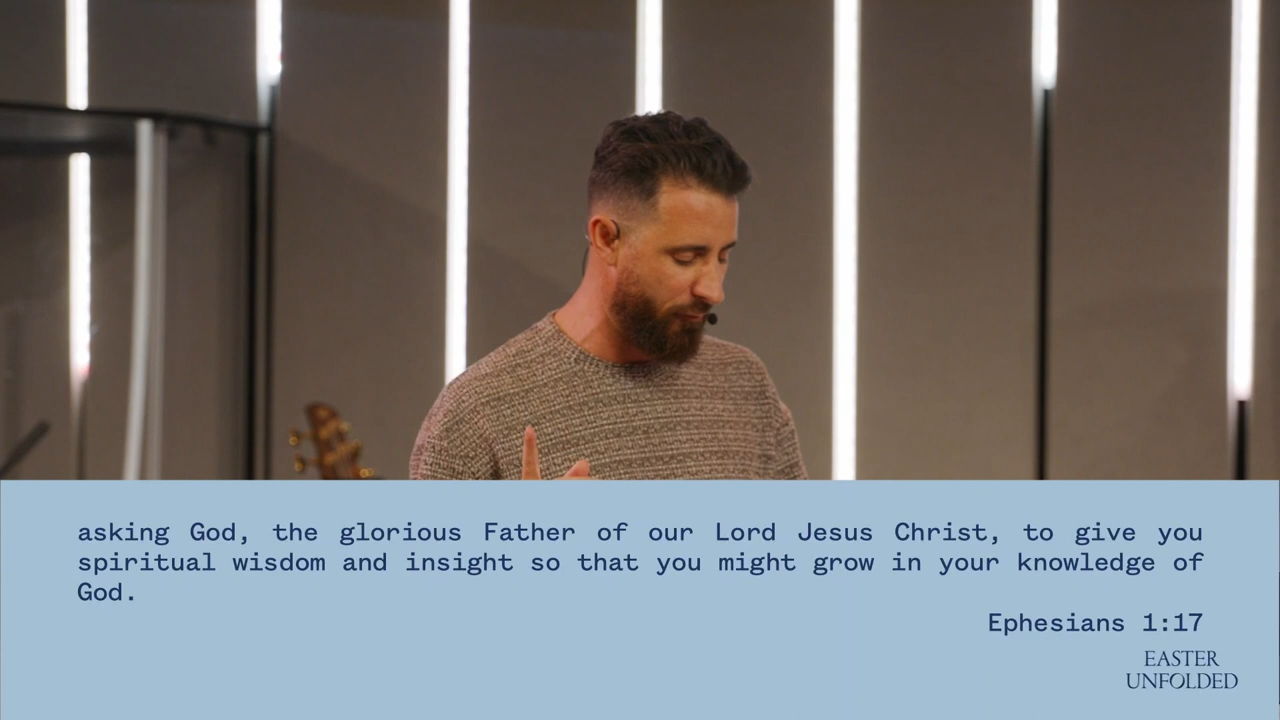 asking God, the glorious Father of our Lord Jesus Christ, to give you
spiritual wisdom and insight so that you might grow in your knowledge of
God.
Ephesians 1:17
EASTER
UNFOLDED